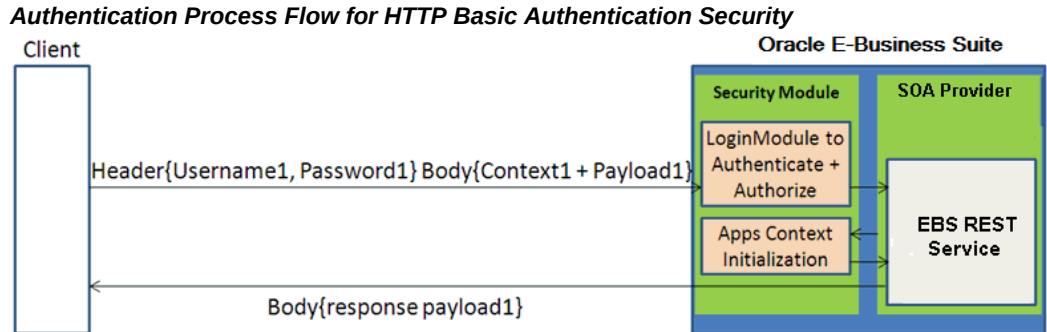 Authentication Process Flow for HTTP Basic Authentication Security
Client
Oracle E-Business Suite
Security Module
SOA Provider
LoginModule to
Authenticate +
Authorize
Header{Username1, Password1} Body{Context1 + Payload1}
EBS REST
Service
Apps Context
Initialization
Body{response payload1}